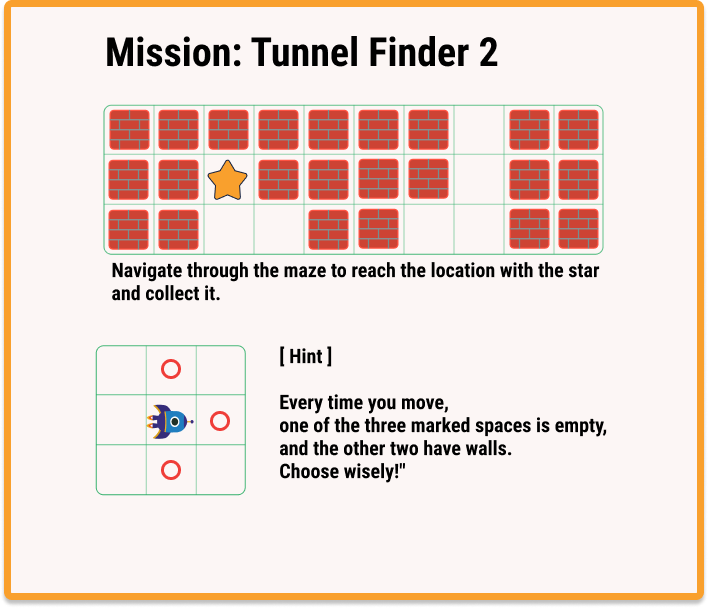 Mission: Tunnel Finder 2
Navigate through the maze to reach the location with the star
and collect it.
[ Hint ]
Every time you move,
one of the three marked spaces is empty,
and the other two have walls.
Choose wisely!"